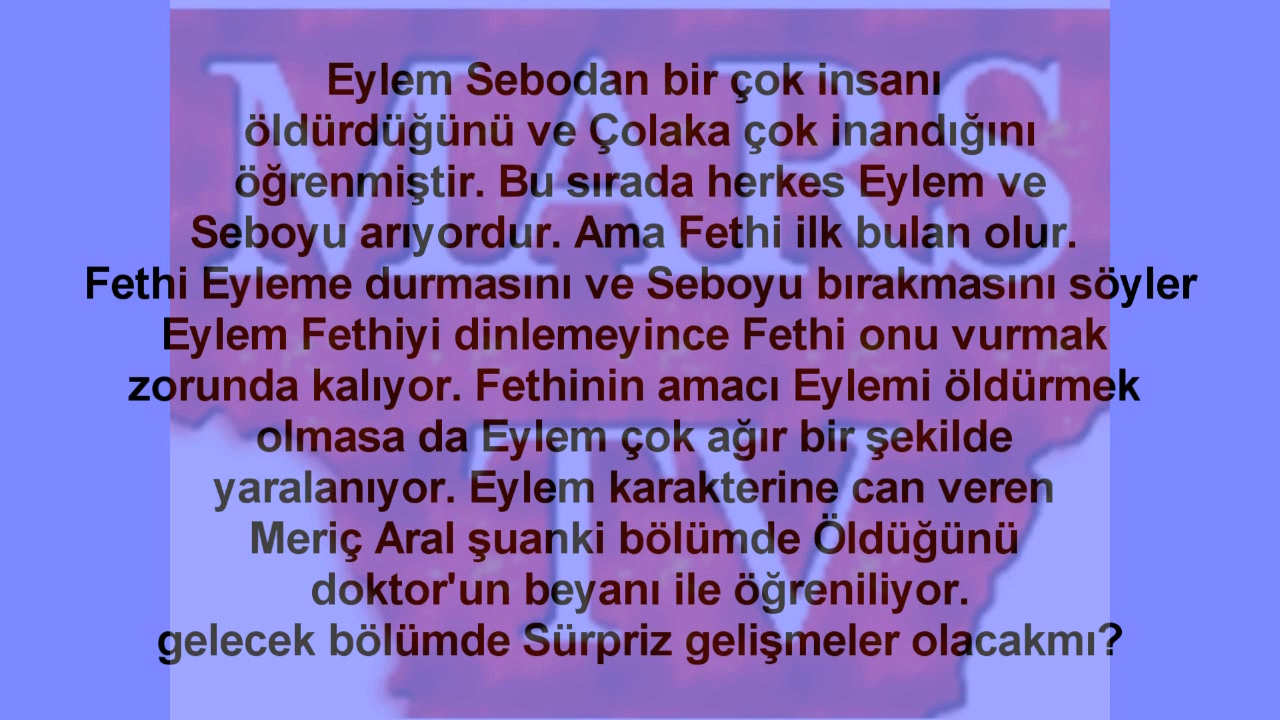 MARS
TV
Eylem Sebodan bir çok insanı
öldürdüğünü ve Çolaka çok inandığını
öğrenmiştir. Bu sırada herkes Eylem ve
Seboyu arıyordur. Ama Fethi ilk bulan olur.
Fethi Eyleme durmasını ve Seboyu bırakmasını söyler
Eylem Fethiyi dinlemeyince Fethi onu vurmak
zorunda kalıyor. Fethinin amacı Eylemi öldürmek
olmasa da Eylem çok ağır bir şekilde
yaralanıyor. Eylem karakterine can veren
Meriç Aral şuanki bölümde Öldüğünü
doktor'un beyanı ile öğreniliyor.
gelecek bölümde Sürpriz gelişmeler olacakmı?